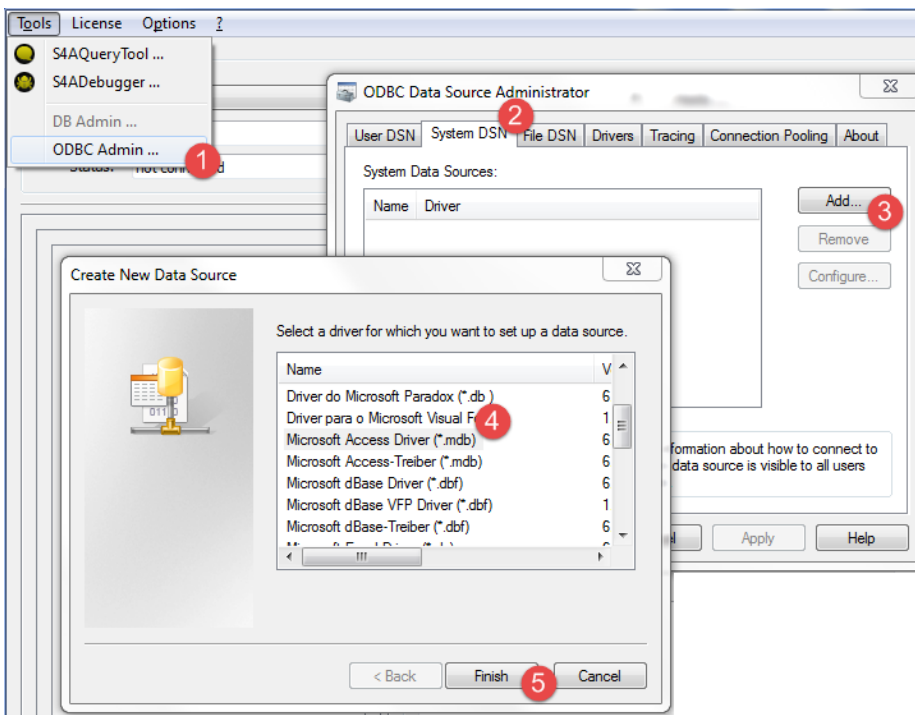 Tools License Options ?
S4AQueryTool ...
S4ADebugger ...
DB Admin ...
ODBC Admin ...
1
Status: not conn d
ODBC Data Source Administrator
2
User DSN System DSN File DSN Drivers Tracing Connection Pooling About
System Data Sources:
Name Driver
Add...
3
Remove
Configure...
formation about how to connect to
data source is visible to all users
Apply Help
Create New Data Source
Select a driver for which you want to set up a data source.
Name V
Driver do Microsoft Paradox (*.db ) 6
Driver para o Microsoft Visual F 1
4
Microsoft Access Driver (*.mdb) 6
Microsoft Access-Treiber (*.mdb) 6
Microsoft dBase Driver (*.dbf) 6
Microsoft dBase VFP Driver (*.dbf) 1
Microsoft dBase-Treiber (*.dbf) 6
< Back Finish Cancel
5